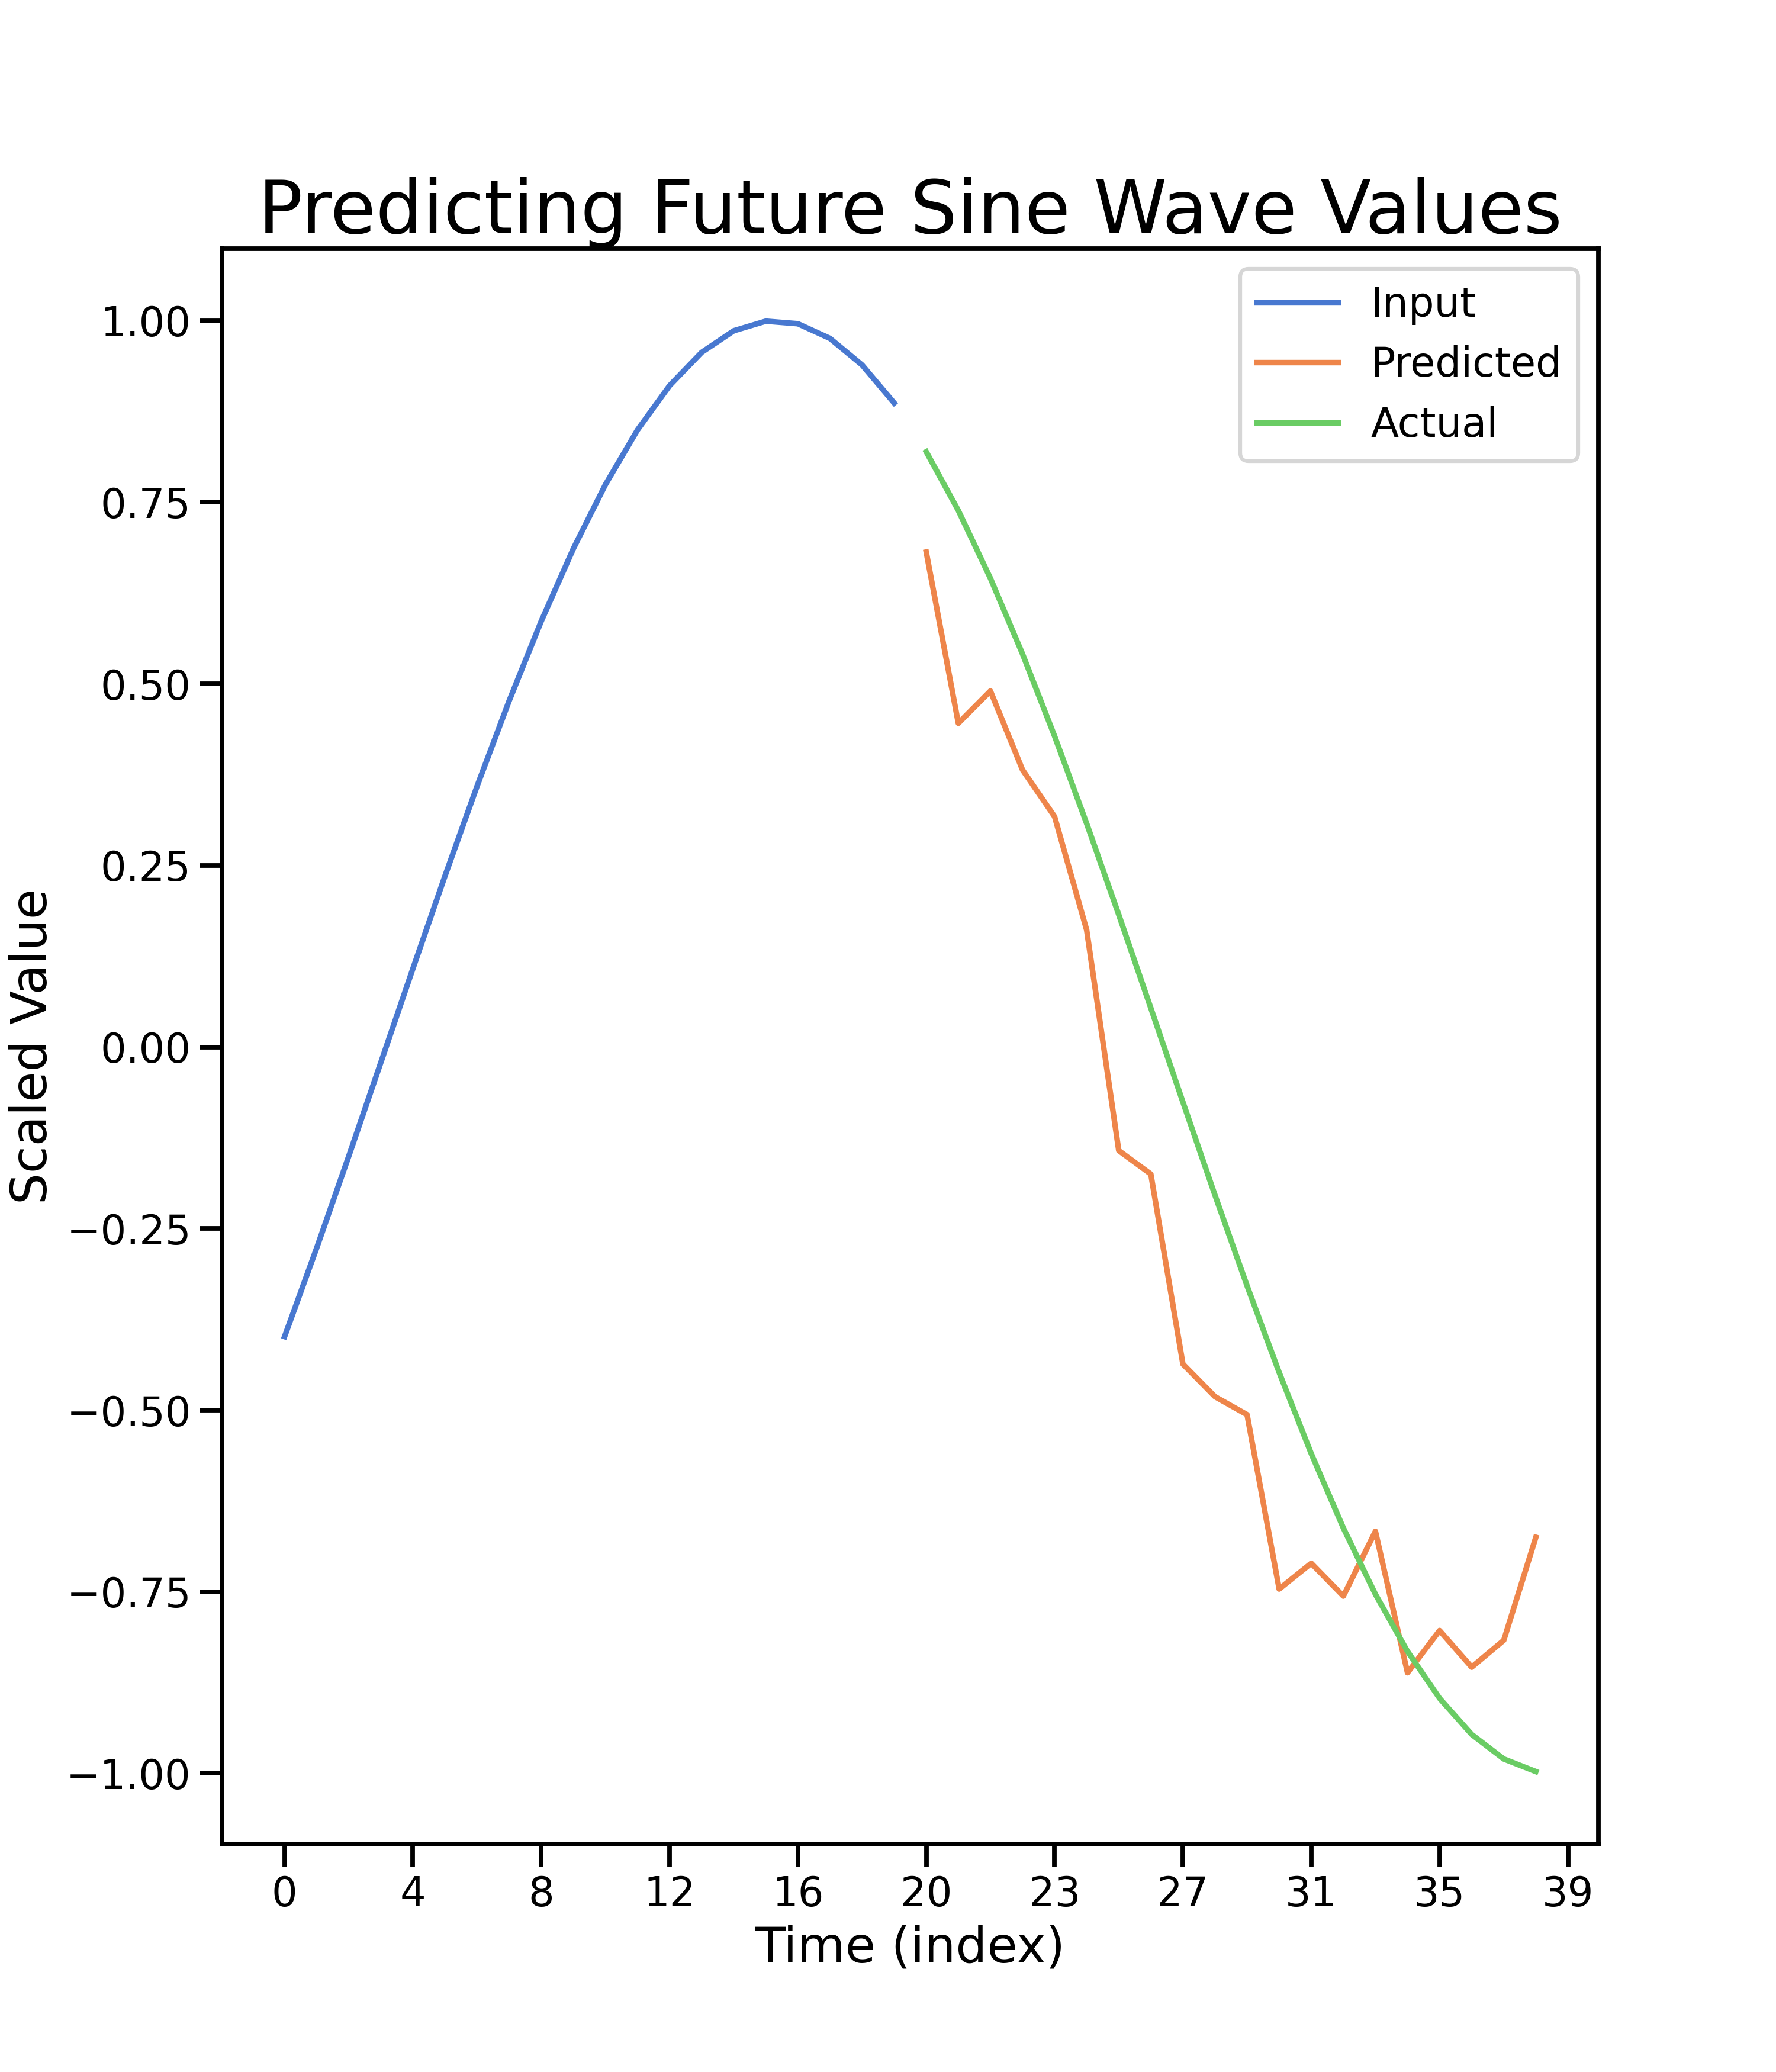 Predicting Future Sine Wave Values
Input
Predicted
Actual
1.00
0.75
0.50
0.25
0.00
−0.25
−0.50
−0.75
−1.00
Scaled Value
0 4 8 12 16 20 23 27 31 35 39
Time (index)